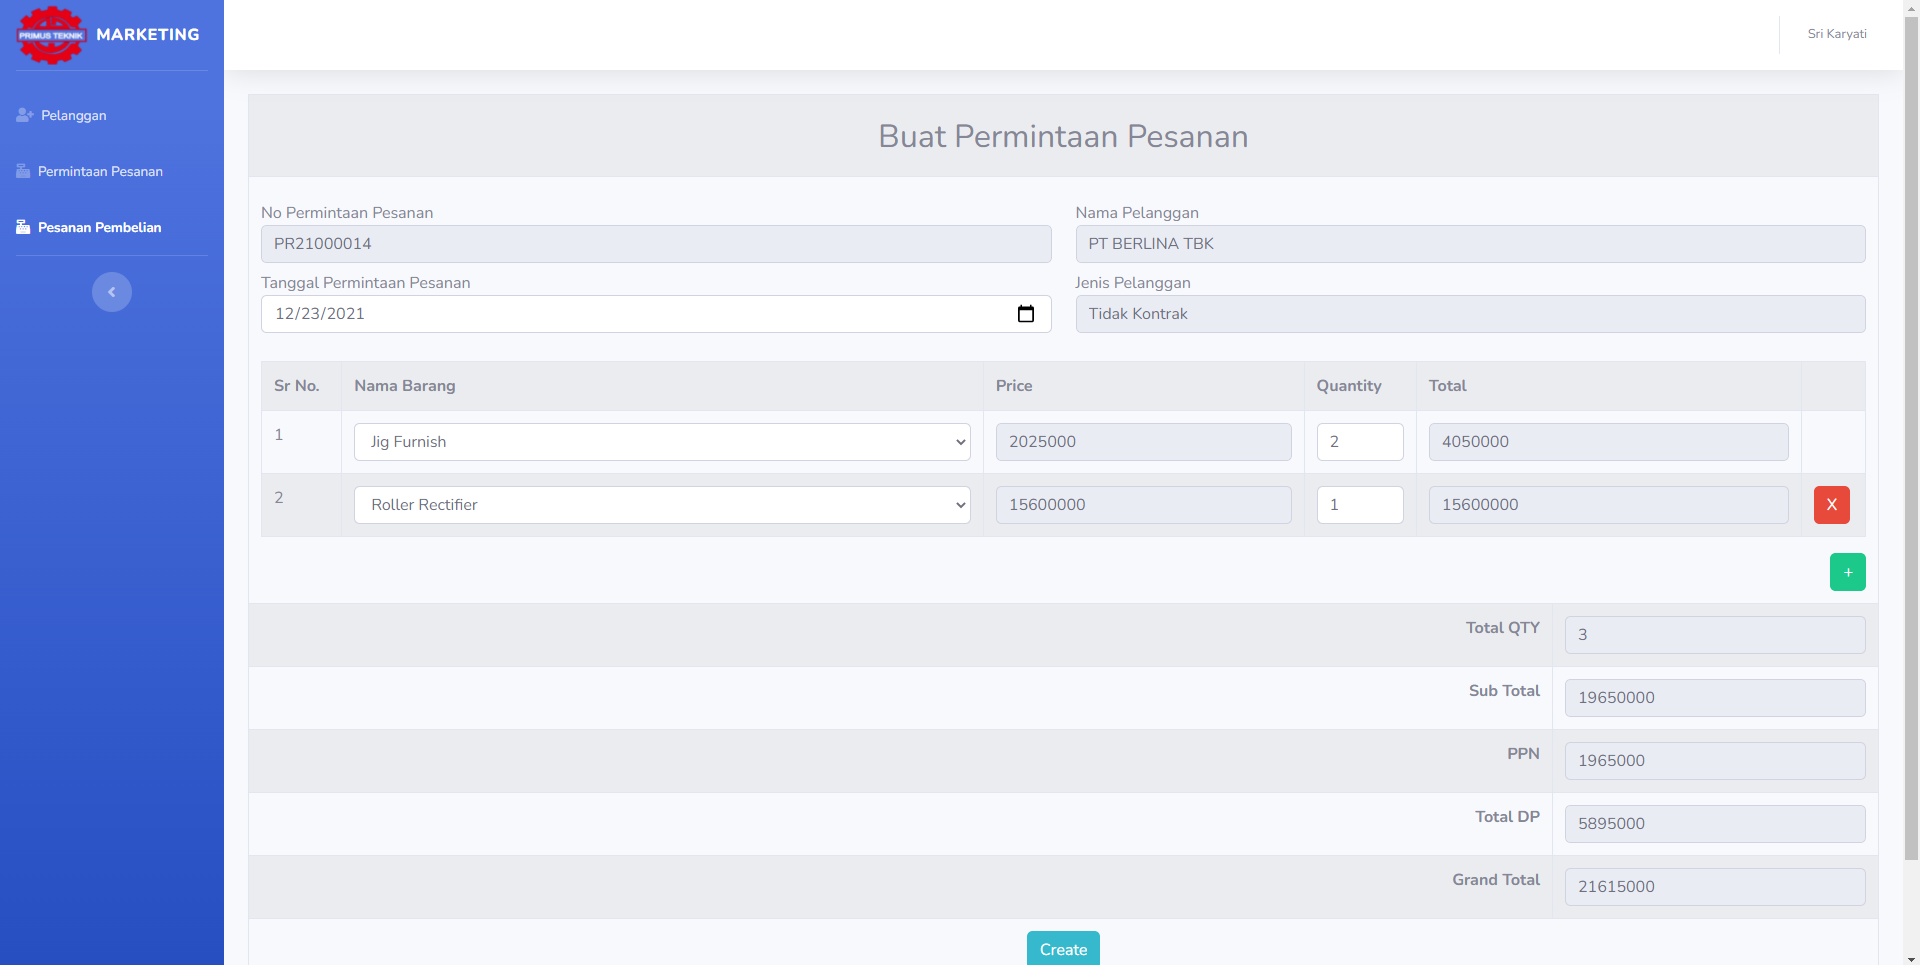 PRIMUS TEKNIK
MARKETING
Sri Karyati
Pelanggan
Permintaan Pesanan
Pesanan Pembelian
Buat Permintaan Pesanan
No Permintaan Pesanan
PR21000014
Nama Pelanggan
PT BERLINA TBK
Tanggal Permintaan Pesanan
12/23/2021
Jenis Pelanggan
Tidak Kontrak
Sr No. Nama Barang Price Quantity Total
1 Jig Furnish 2025000 2 4050000
2 Roller Rectifier 15600000 1 15600000 X
+
Total QTY 3
Sub Total 19650000
PPN 1965000
Total DP 5895000
Grand Total 21615000
Create